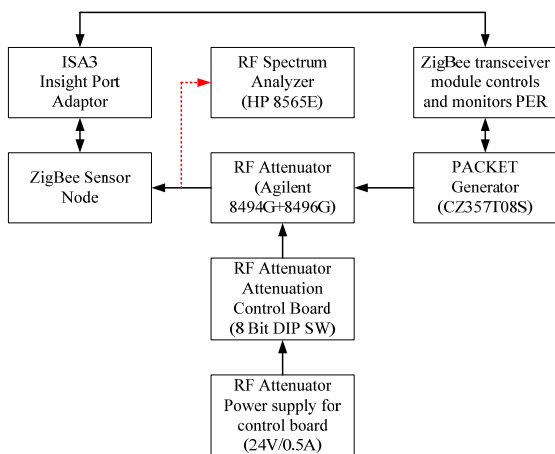 ISA3
Insight Port
Adaptor
RF Spectrum
Analyzer
(HP 8565E)
ZigBee transceiver
module controls
and monitors PER
ZigBee Sensor
Node
RF Attenuator
(Agilent
8494G+8496G)
PACKET
Generator
(CZ357T08S)
RF Attenuator
Attenuation
Control Board
(8 Bit DIP SW)
RF Attenuator
Power supply for
control board
(24V/0.5A)